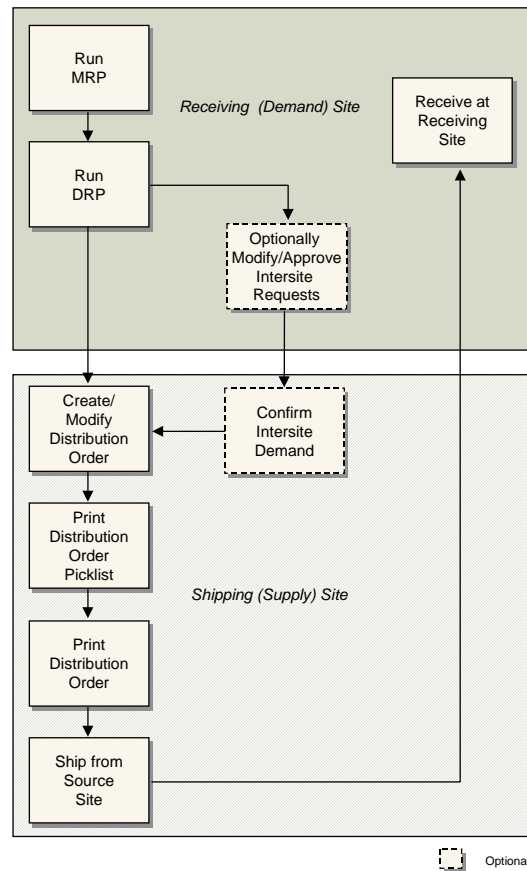 Run
MRP
Receiving (Demand) Site
Receive at
Receiving
Site
Run
DRP
Optionally
Modify/Approve
Intersite
Requests
Create/
Modify
Distribution
Order
Confirm
Intersite
Demand
Print
Distribution
Order
Picklist
Shipping (Supply) Site
Print
Distribution
Order
Ship from
Source
Site
Optiona